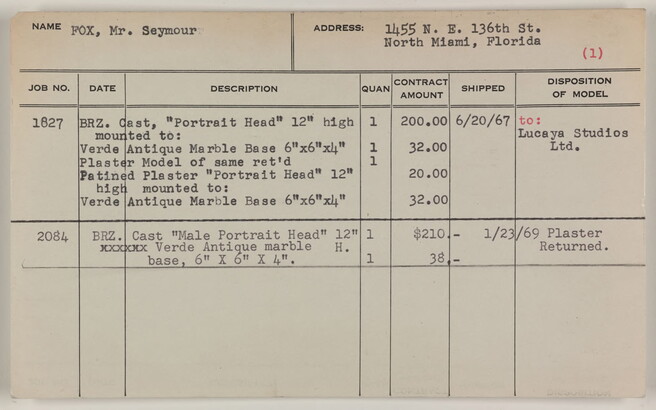 NAME FOX, Mr. Seymour ADDRESS: 1455 N. E. 136th St.
North Miami, Florida
(1)
JOB NO. DATE DESCRIPTION QUAN CONTRACT AMOUNT SHIPPED DISPOSITION OF MODEL
1827 BRZ. Cast, "Portrait Head" 12" high 1 200.00 6/20/67 to:
mounted to: Lucaya Studios
Verde Antique Marble Base 6"x6"x4" 1 32.00 Ltd.
Plaster Model of same ret'd 1
Patined Plaster "Portrait Head" 12" 20.00
high mounted to:
Verde Antique Marble Base 6"x6"x4" 32.00
2084 BRZ. Cast "Male Portrait Head" 12" 1 $210.- 1/23/69 Plaster
xxxxxx Verde Antique marble H. Returned.
base, 6" X 6" X 4". 1 38.-